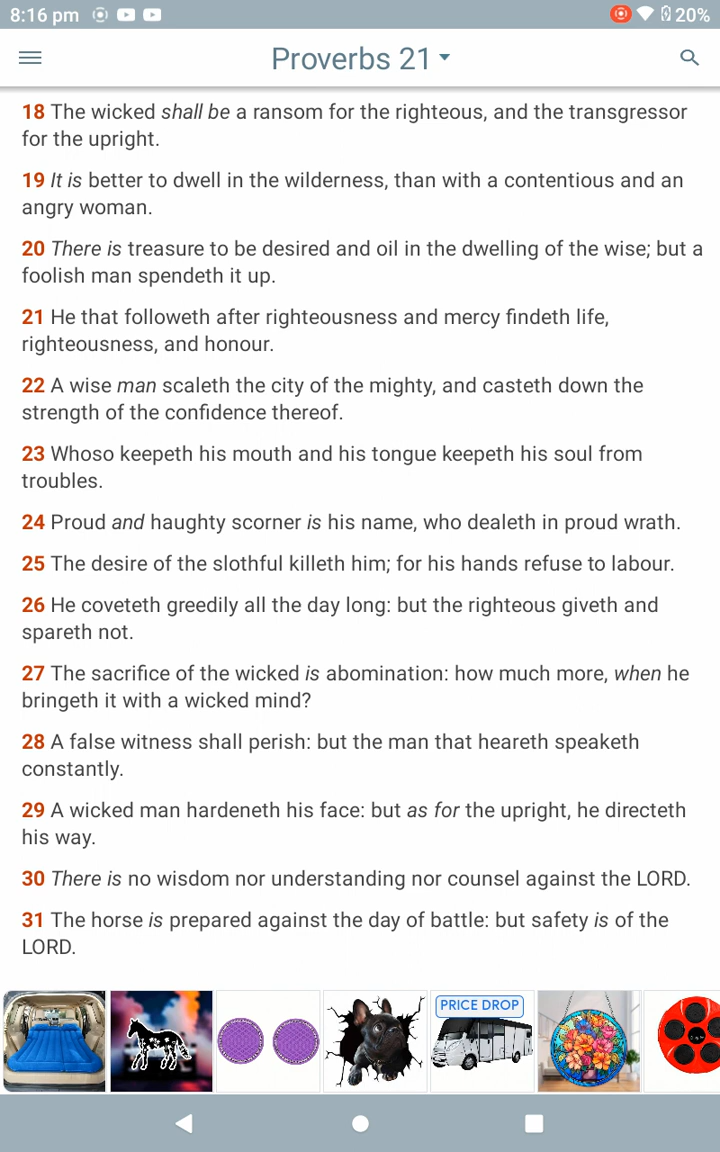 8:16 pm 20%
Proverbs 21
18 The wicked shall be a ransom for the righteous, and the transgressor
for the upright.
19 It is better to dwell in the wilderness, than with a contentious and an
angry woman.
20 There is treasure to be desired and oil in the dwelling of the wise; but a
foolish man spendeth it up.
21 He that followeth after righteousness and mercy findeth life,
righteousness, and honour.
22 A wise man scaleth the city of the mighty, and casteth down the
strength of the confidence thereof.
23 Whoso keepeth his mouth and his tongue keepeth his soul from
troubles.
24 Proud and haughty scorner is his name, who dealeth in proud wrath.
25 The desire of the slothful killeth him; for his hands refuse to labour.
26 He coveteth greedily all the day long: but the righteous giveth and
spareth not.
27 The sacrifice of the wicked is abomination: how much more, when he
bringeth it with a wicked mind?
28 A false witness shall perish: but the man that heareth speaketh
constantly.
29 A wicked man hardeneth his face: but as for the upright, he directeth
his way.
30 There is no wisdom nor understanding nor counsel against the LORD.
31 The horse is prepared against the day of battle: but safety is of the
LORD.
PRICE DROP